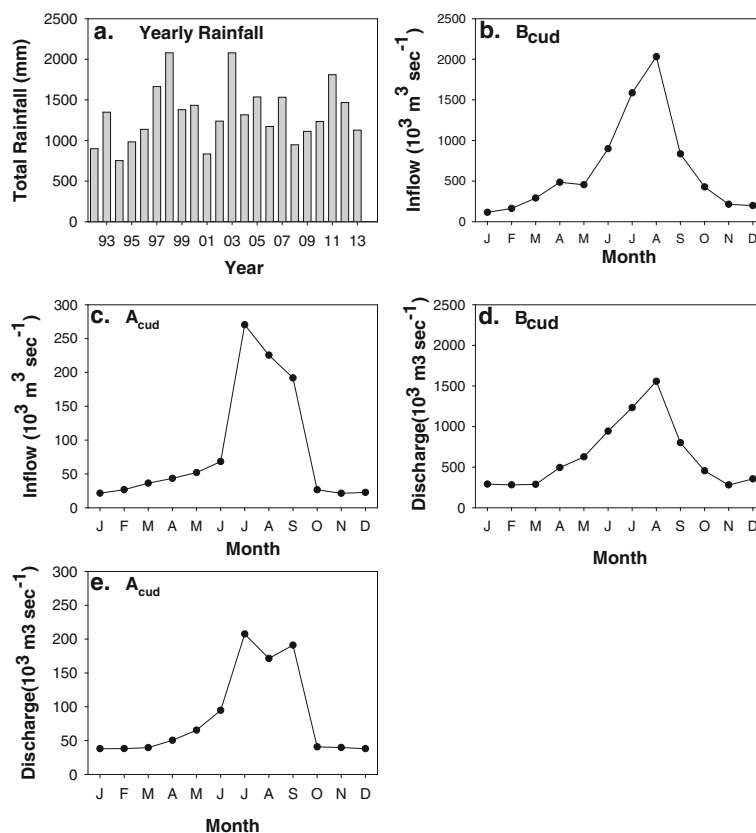 a. Yearly Rainfall
Total Rainfall (mm)
2500
2000
1500
1000
500
0
93 95 97 99 01 03 05 07 09 11 13
Year
b. Bcud
Inflow (10³ m³ sec⁻¹)
2500
2000
1500
1000
500
0
J F M A M J J A S O N D
Month
c. Acud
Inflow (10³ m³ sec⁻¹)
300
250
200
150
100
50
0
J F M A M J J A S O N D
Month
d. Bcud
Discharge(10³ m3 sec⁻¹)
2500
2000
1500
1000
500
0
J F M A M J J A S O N D
Month
e. Acud
Discharge(10³ m3 sec⁻¹)
300
250
200
150
100
50
0
J F M A M J J A S O N D
Month